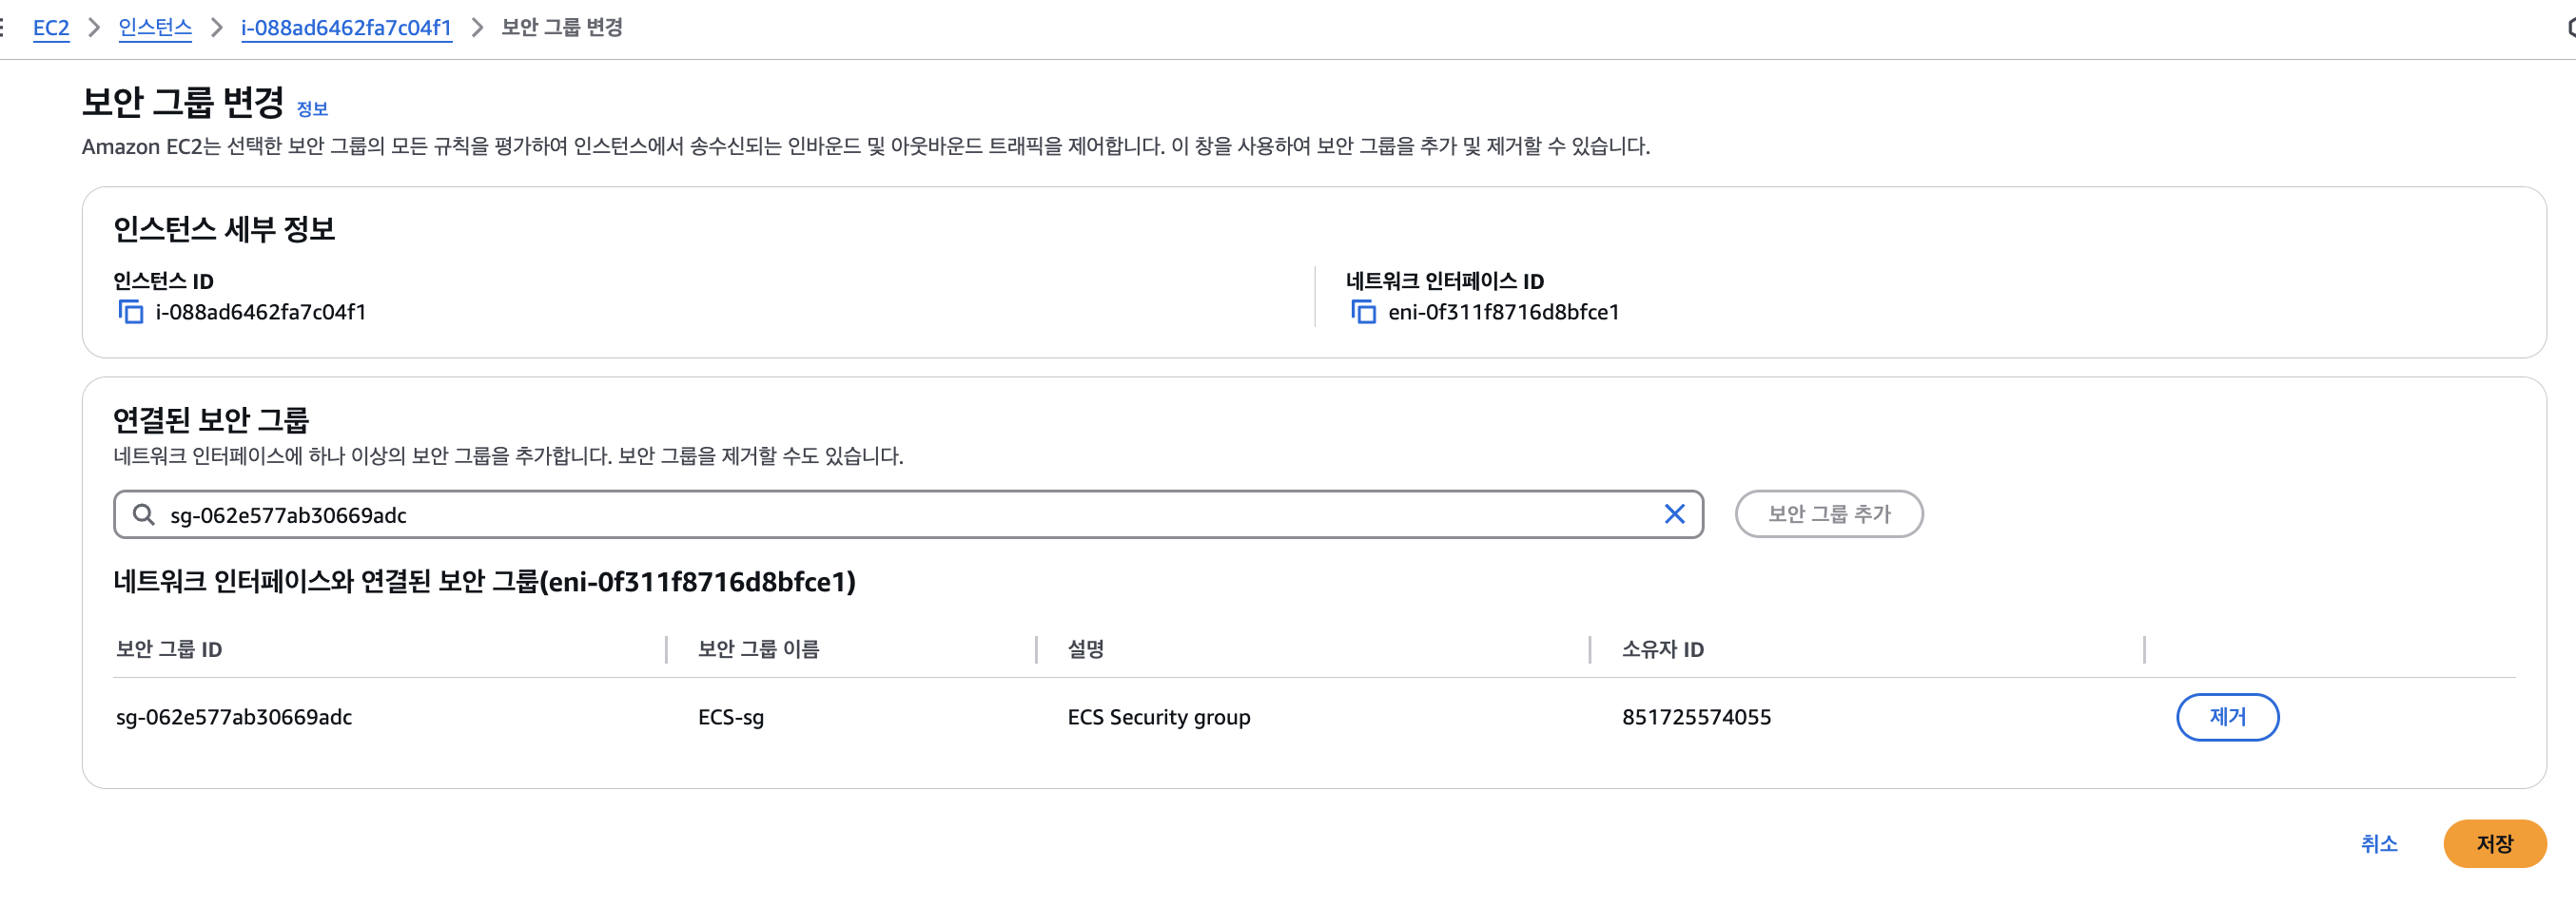 EC2 > 인스턴스 > i-088ad6462fa7c04f1 > 보안 그룹 변경
보안 그룹 변경 정보
Amazon EC2는 선택한 보안 그룹의 모든 규칙을 평가하여 인스턴스에서 송수신되는 인바운드 및 아웃바운드 트래픽을 제어합니다. 이 창을 사용하여 보안 그룹을 추가 및 제거할 수 있습니다.
인스턴스 세부 정보
인스턴스 ID
i-088ad6462fa7c04f1
네트워크 인터페이스 ID
eni-0f311f8716d8bfce1
연결된 보안 그룹
네트워크 인터페이스에 하나 이상의 보안 그룹을 추가합니다. 보안 그룹을 제거할 수도 있습니다.
sg-062e577ab30669adc 보안 그룹 추가
네트워크 인터페이스와 연결된 보안 그룹(eni-0f311f8716d8bfce1)
보안 그룹 ID 보안 그룹 이름 설명 소유자 ID
sg-062e577ab30669adc ECS-sg ECS Security group 851725574055 제거
취소 저장